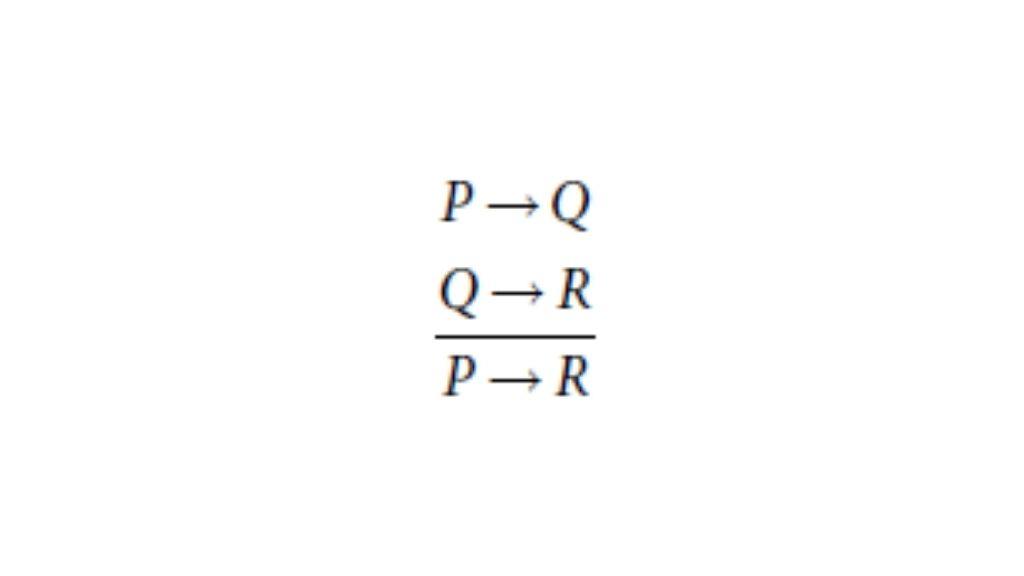 P → Q
Q → R
P → R